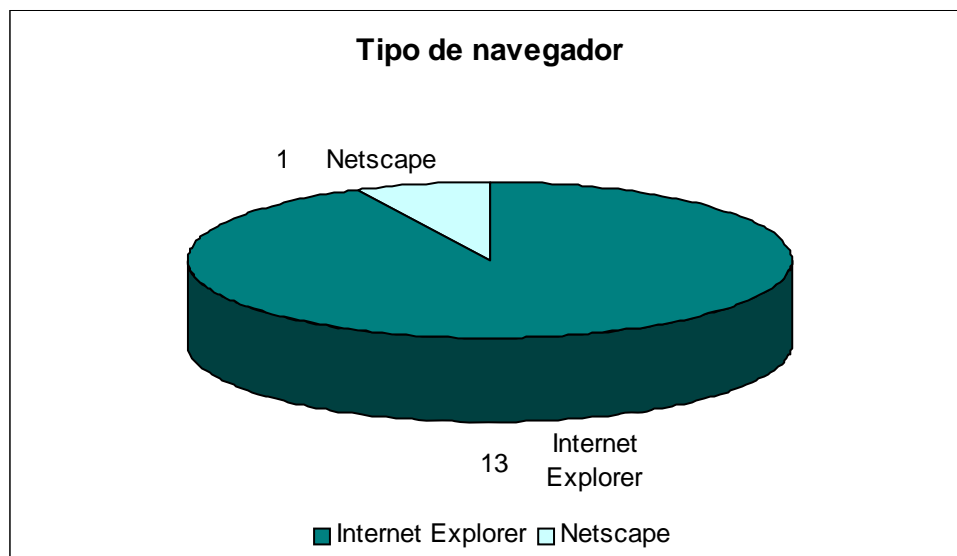 Tipo de navegador
1 Netscape
13 Internet
Explorer
Internet Explorer Netscape